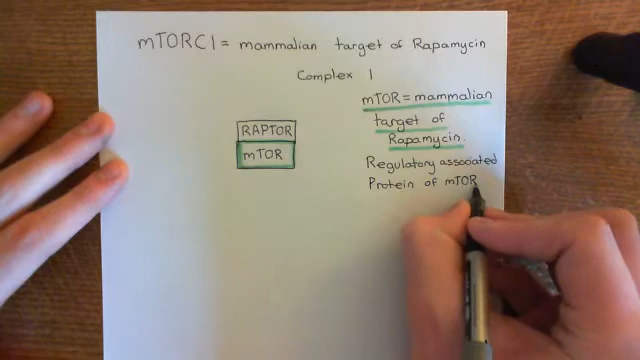 mTORC1 = mammalian target of Rapamycin
Complex 1
mTOR = mammalian
target of
Rapamycin.
RAPTOR
mTOR
Regulatory associated
Protein of mTOR